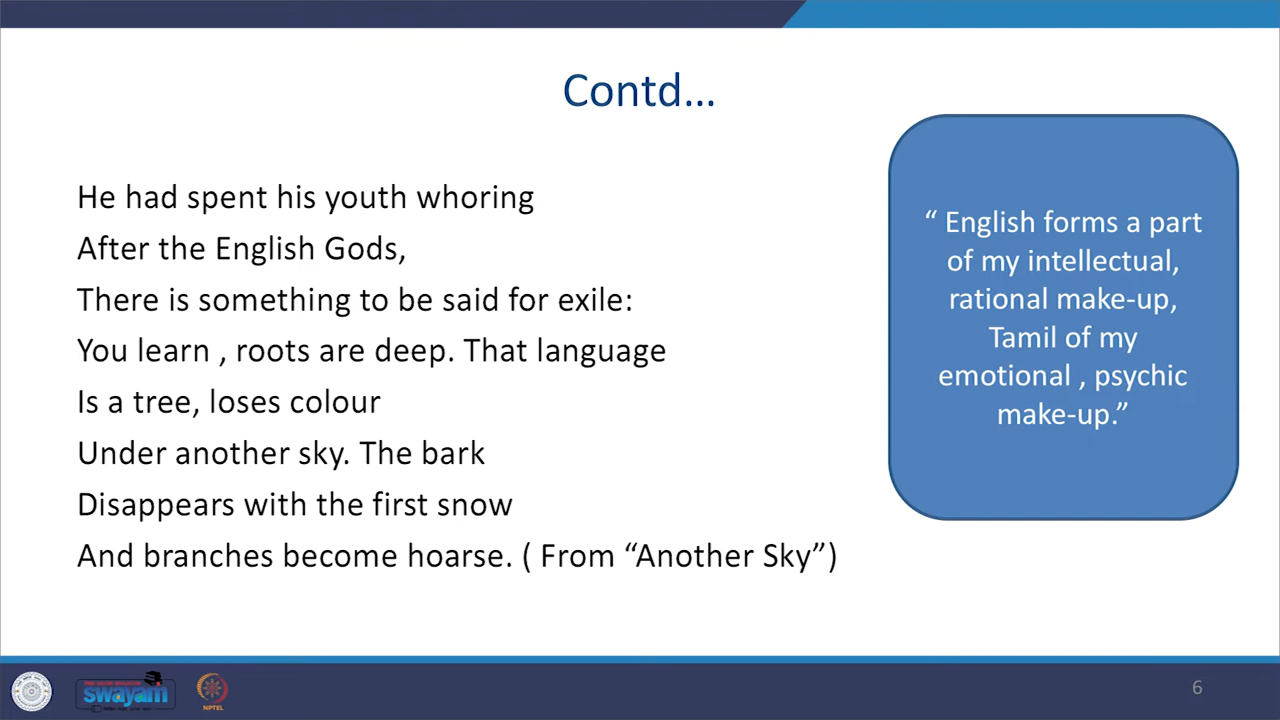 Contd…
He had spent his youth whoring
After the English Gods,
There is something to be said for exile:
You learn , roots are deep. That language
Is a tree, loses colour
Under another sky. The bark
Disappears with the first snow
And branches become hoarse. ( From “Another Sky”)
“ English forms a part
of my intellectual,
rational make-up,
Tamil of my
emotional , psychic
make-up.”
swayam
NPTEL
6